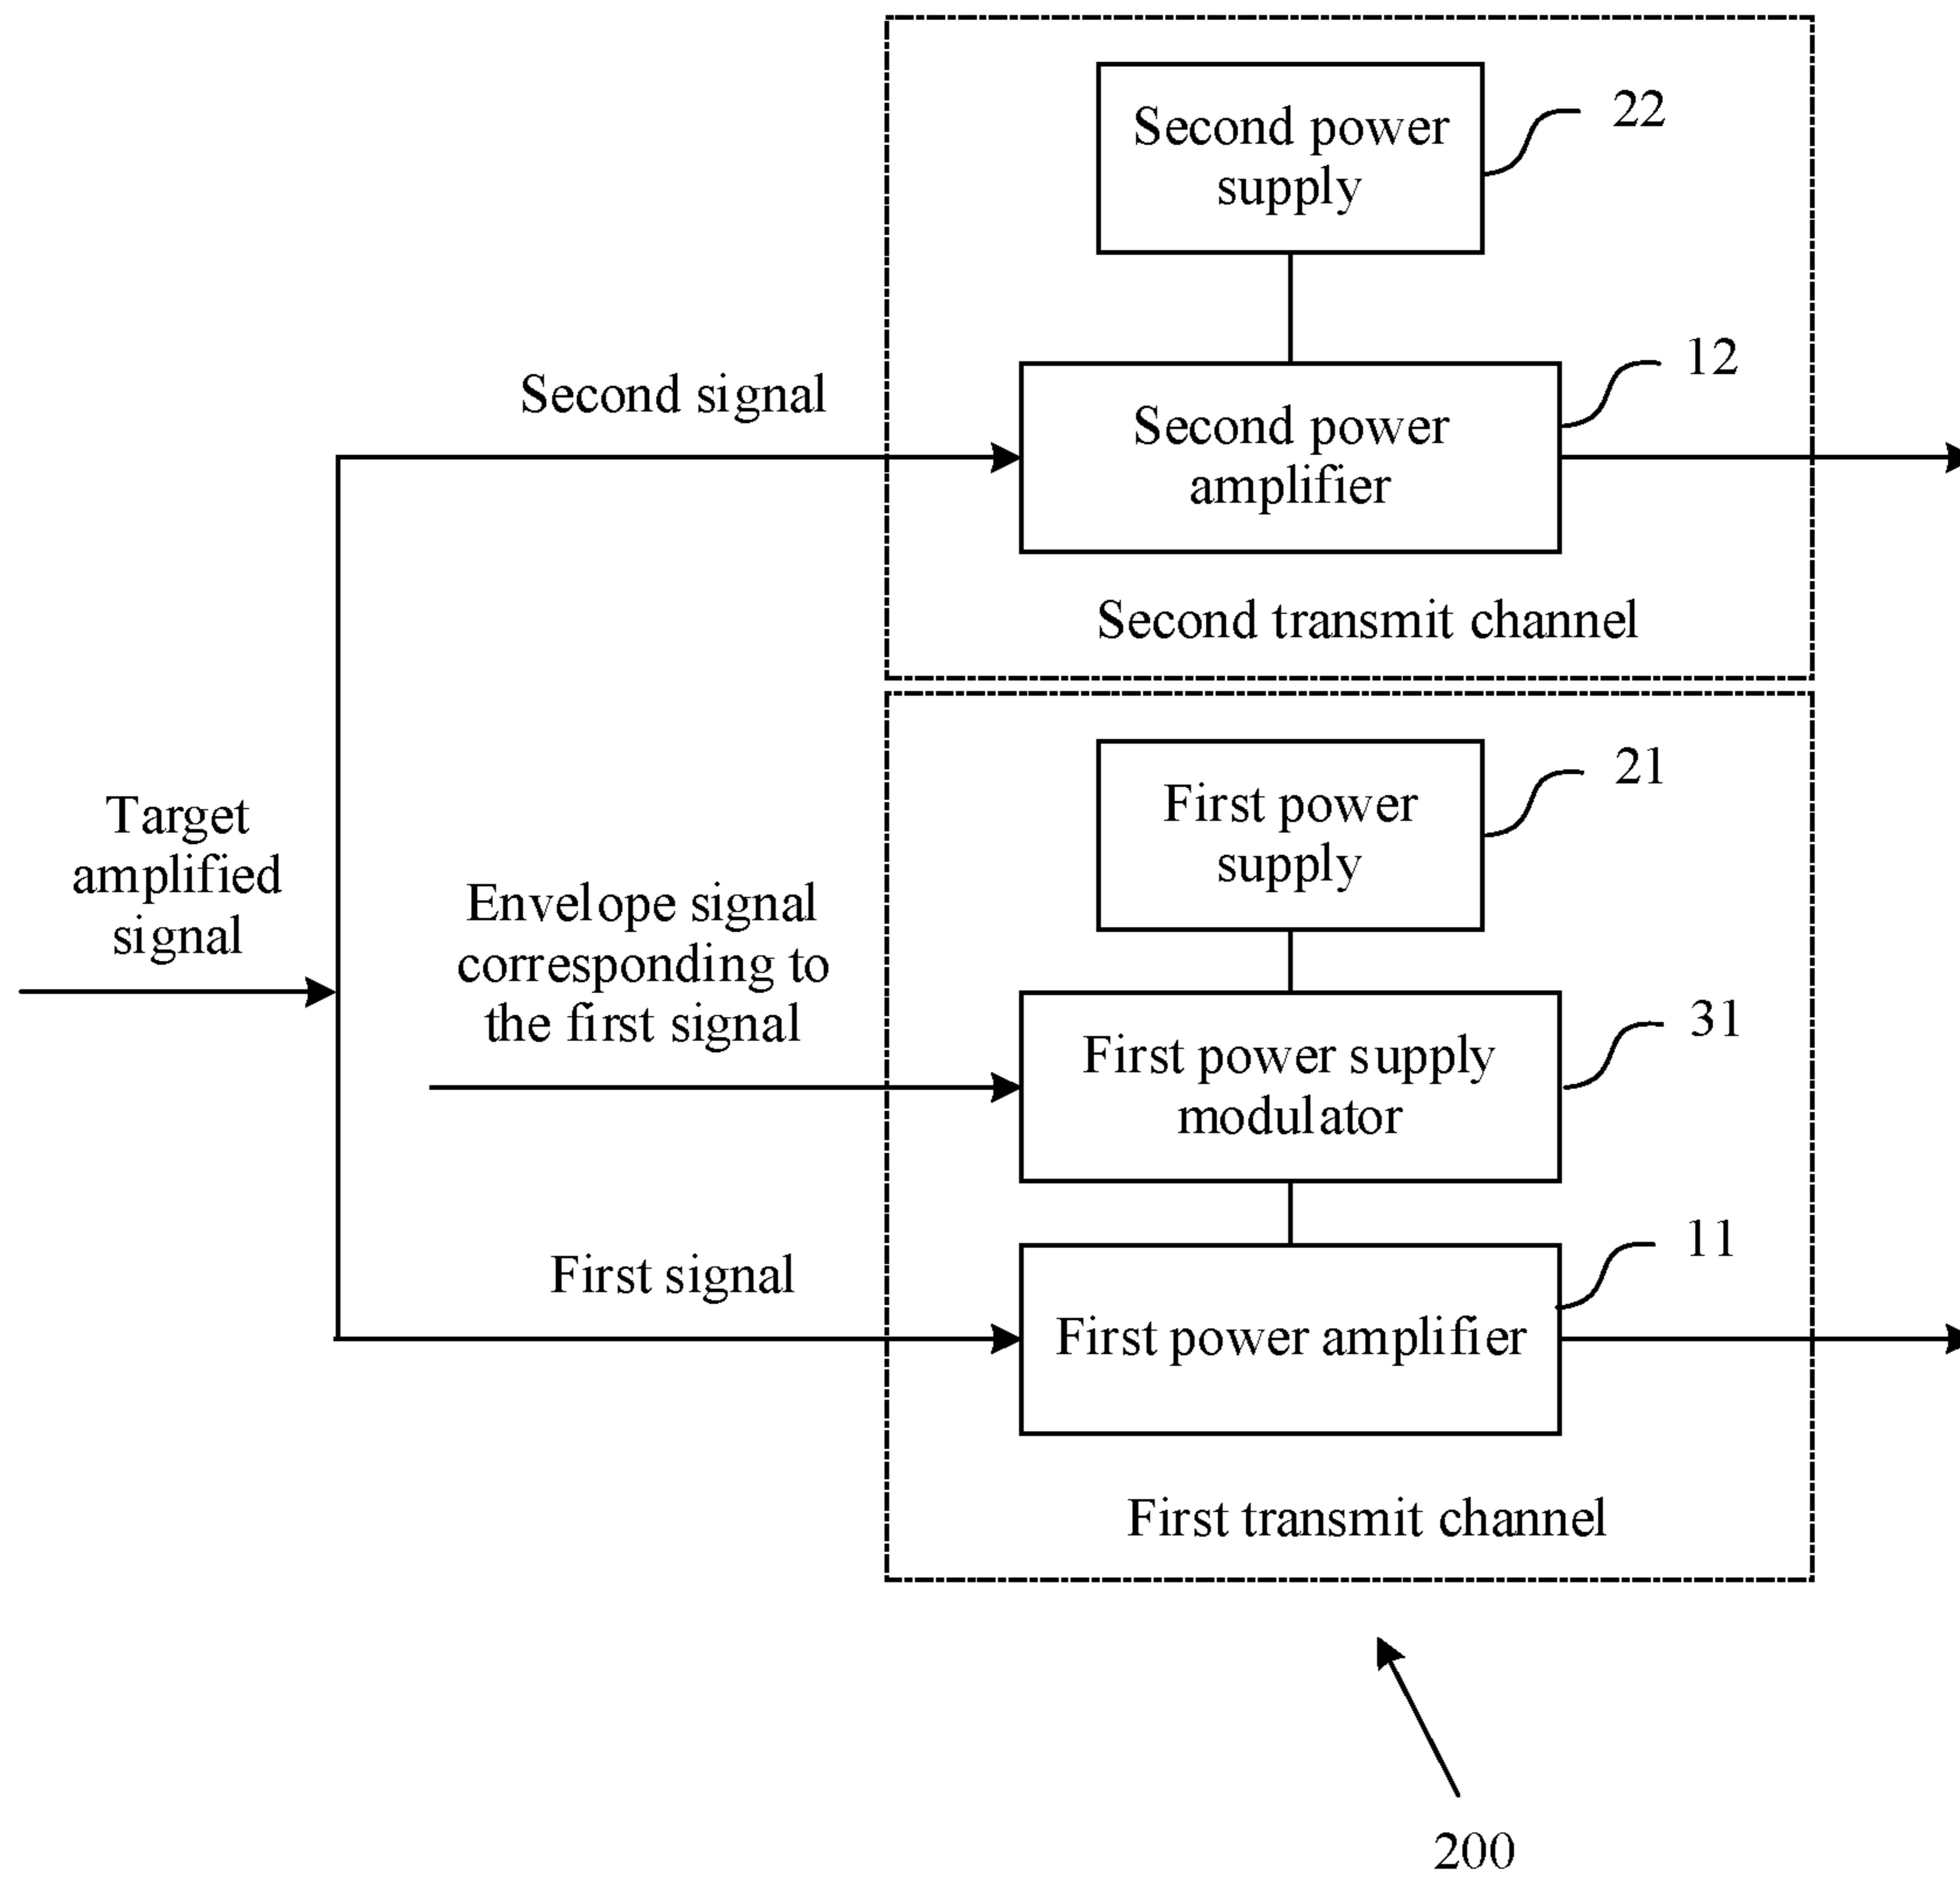 Second power
supply
22
Second signal
Second power
amplifier
12
Second transmit channel
Target
amplified
signal
First power
supply
21
Envelope signal
corresponding to
the first signal
First power supply
modulator
31
First signal
First power amplifier
11
First transmit channel
200